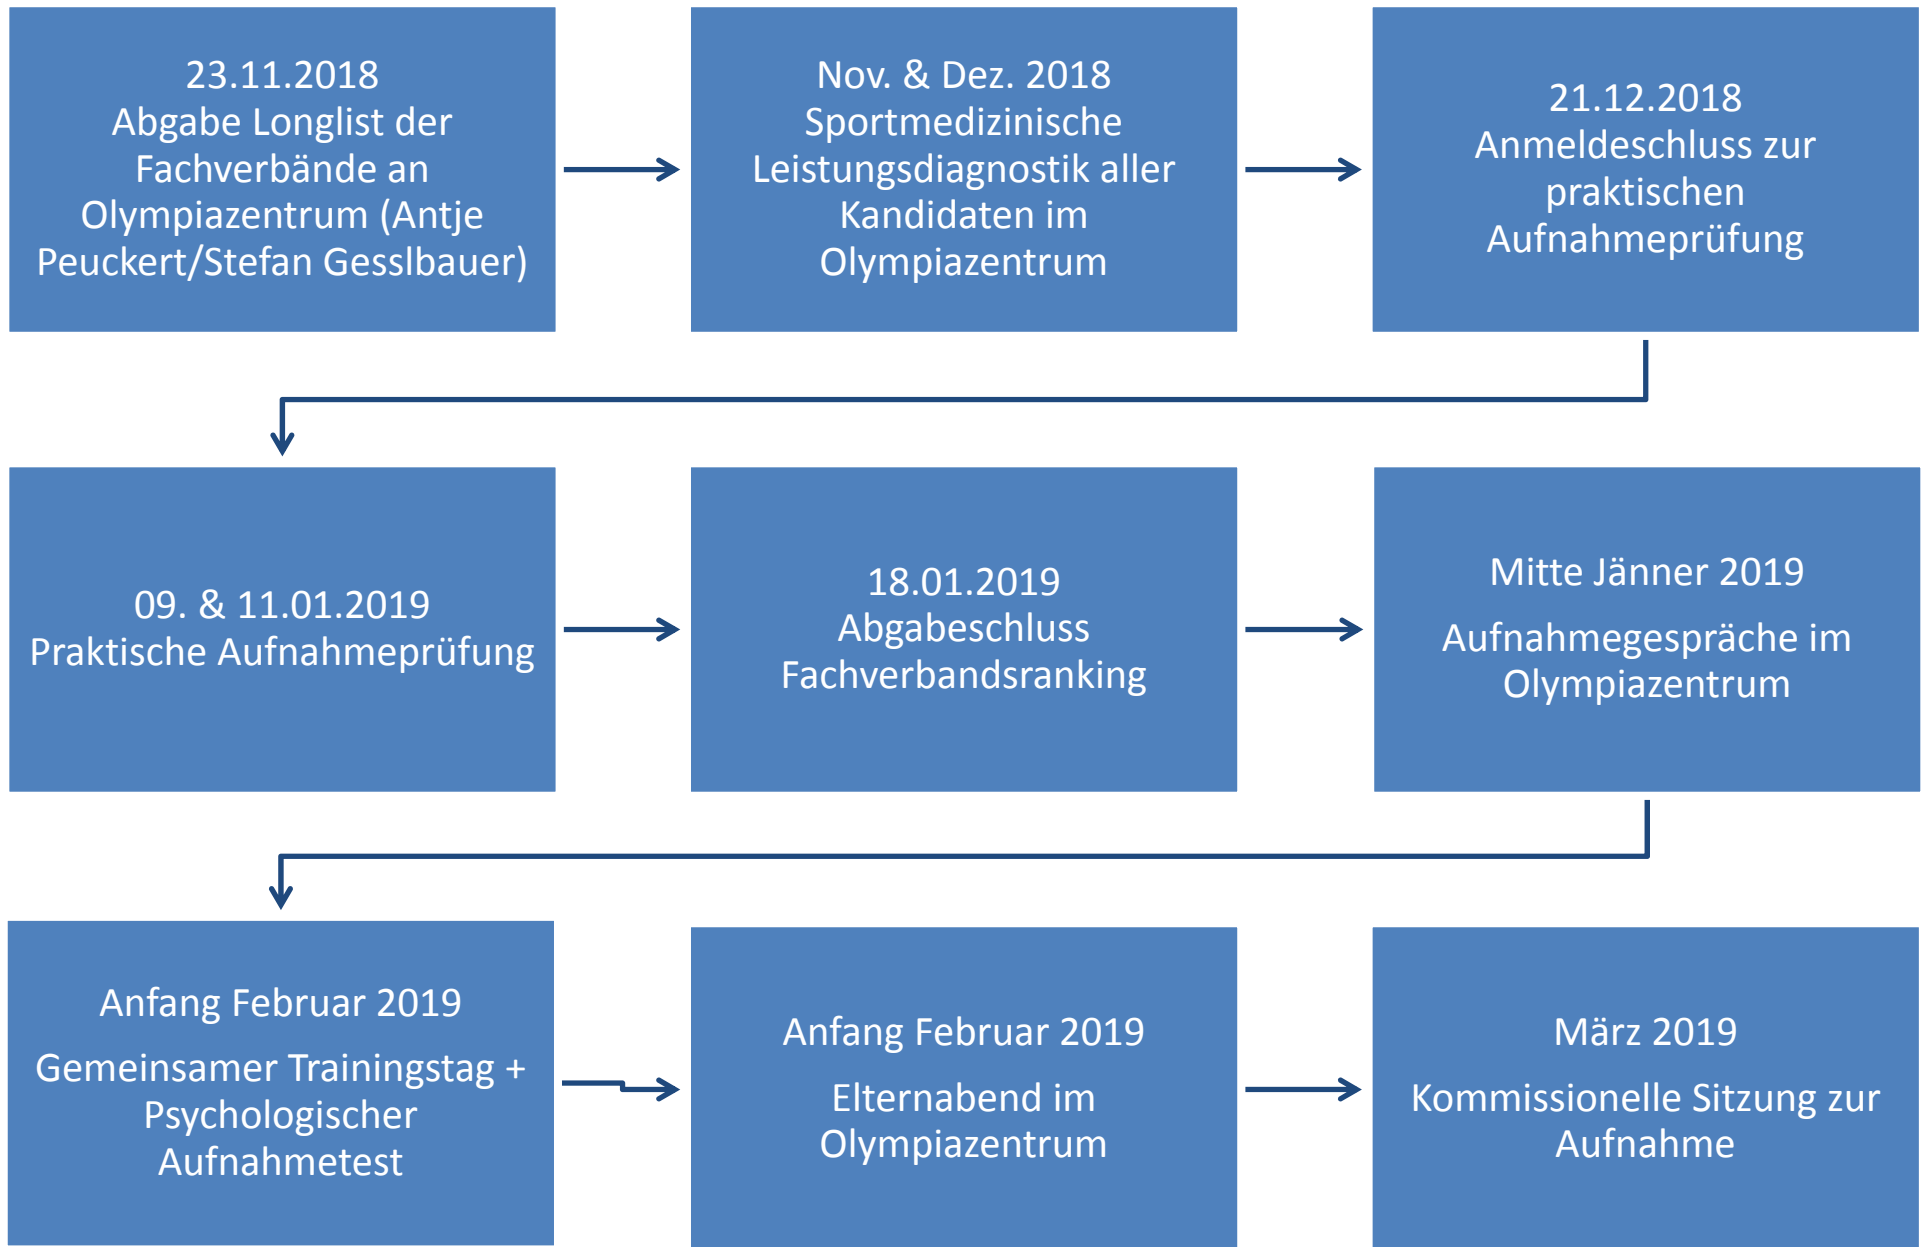 23.11.2018
Abgabe Longlist der
Fachverbände an
Olympiazentrum (Antje
Peuckert/Stefan Gesslbauer)
Nov. & Dez. 2018
Sportmedizinische
Leistungsdiagnostik aller
Kandidaten im
Olympiazentrum
21.12.2018
Anmeldeschluss zur
praktischen
Aufnahmeprüfung
09. & 11.01.2019
Praktische Aufnahmeprüfung
18.01.2019
Abgabeschluss
Fachverbandsranking
Mitte Jänner 2019
Aufnahmegespräche im
Olympiazentrum
Anfang Februar 2019
Gemeinsamer Trainingstag +
Psychologischer
Aufnahmetest
Anfang Februar 2019
Elternabend im
Olympiazentrum
März 2019
Kommissionelle Sitzung zur
Aufnahme